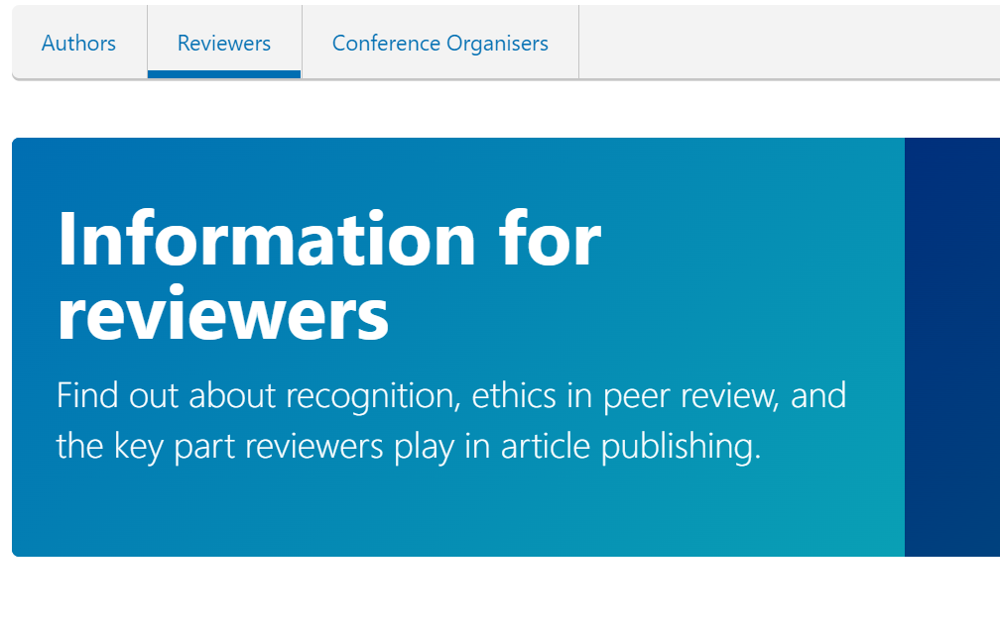 Authors
Reviewers
Conference Organisers
Information for
reviewers
Find out about recognition, ethics in peer review, and
the key part reviewers play in article publishing.